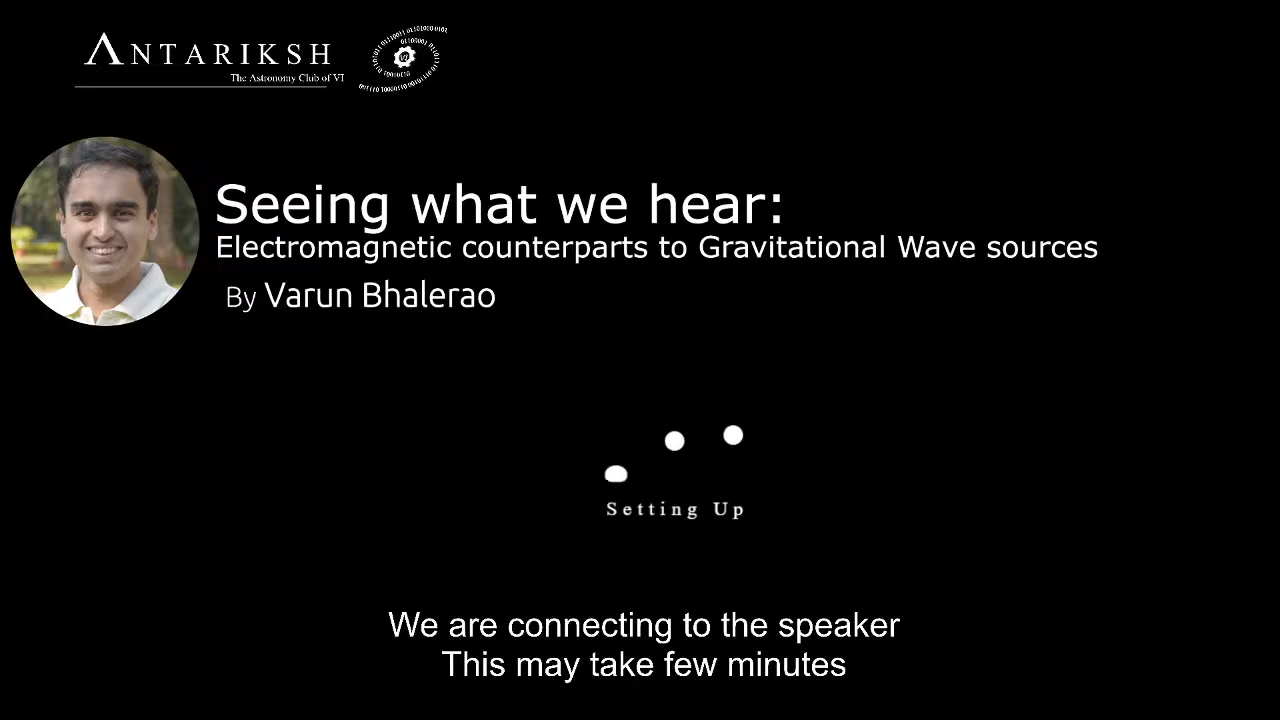 ANTARIKSH
The Astronomy Club of VI
Seeing what we hear:
Electromagnetic counterparts to Gravitational Wave sources
By Varun Bhalerao
Setting Up
We are connecting to the speaker
This may take few minutes